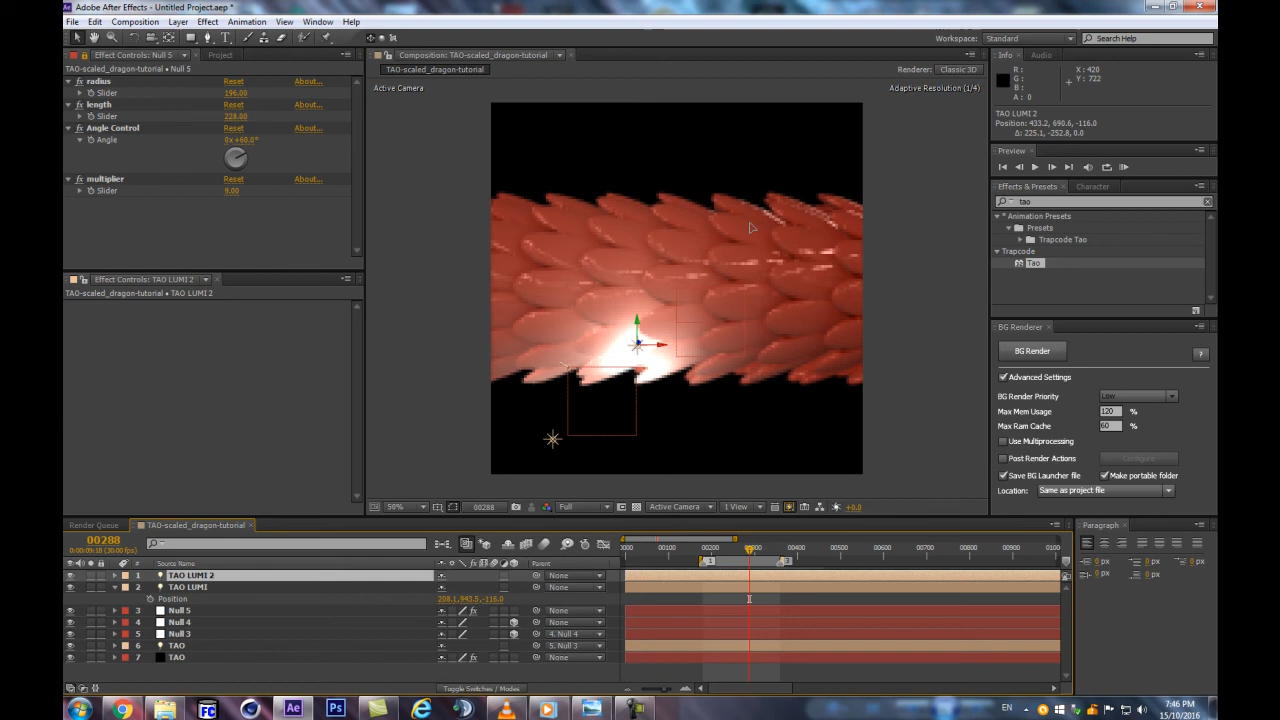 Adobe After Effects - Untitled Project.aep *
File Edit Composition Layer Effect Animation View Window Help
Workspace: Standard Search Help
Effect Controls: Null 5 Project
TAO-scaled_dragon-tutorial • Null 5
radius Reset About...
Slider 196.00
length Reset About...
Slider 228.00
Angle Control Reset About...
Angle 0x +60.0°
multiplier Reset About...
Slider 9.00
Effect Controls: TAO LUMI 2
TAO-scaled_dragon-tutorial • TAO LUMI 2
Composition: TAO-scaled_dragon-tutorial
TAO-scaled_dragon-tutorial Renderer: Classic 3D
Active Camera Adaptive Resolution (1/4)
50% 00288 Full Active Camera 1 View +0.0
Info Audio
R : X : 420
G : Y : 722
B :
A : 0
TAO LUMI 2
Position: 433.2, 690.6, -116.0
Δ: 225.1, -252.8, 0.0
Preview
Effects & Presets Character
tao
* Animation Presets
Presets
Trapcode Tao
Trapcode
Tao
BG Renderer
BG Render ?
Advanced Settings
BG Render Priority Low
Max Mem Usage 120 %
Max Ram Cache 60 %
Use Multiprocessing
Post Render Actions Configure
Save BG Launcher file Make portable folder
Location: Same as project file
Render Queue TAO-scaled_dragon-tutorial
00288
0:00:09:18 (30.00 fps)
0000 00100 00200 00300 00400 00500 00600 00700 00800 00900 0100
1 3
# Source Name Parent
1 TAO LUMI 2 None
2 TAO LUMI None
Position 208.1,943.5,-116.0
3 Null 5 None
4 Null 4 None
5 Null 3 4. Null 4
6 TAO 5. Null 3
7 TAO fx None
Toggle Switches / Modes
Paragraph
0 px 0 px 0 px
0 px 0 px
EN 7:46 PM
15/10/2016